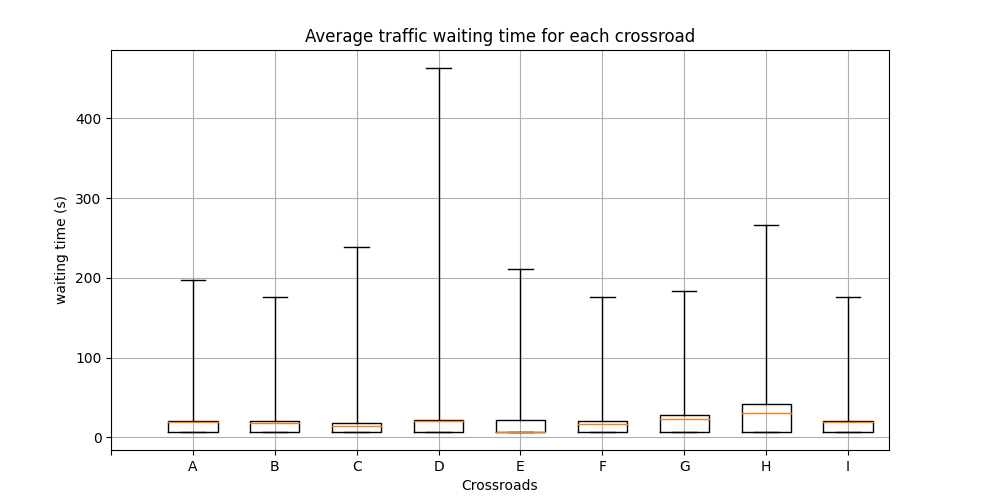 Average traffic waiting time for each crossroad
waiting time (s)
400
300
200
100
0
A B C D E F G H I
Crossroads